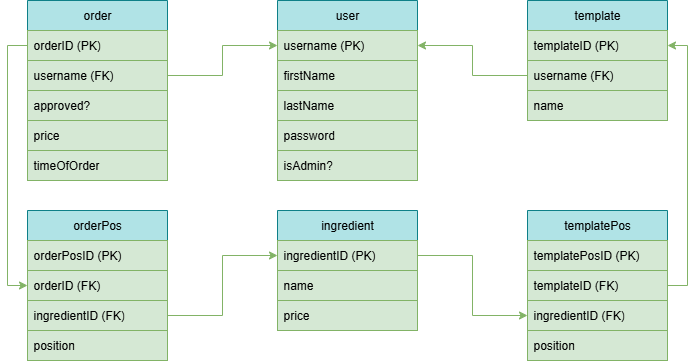 order
orderID (PK)
username (FK)
approved?
price
timeOfOrder
user
username (PK)
firstName
lastName
password
isAdmin?
template
templateID (PK)
username (FK)
name
orderPos
orderPosID (PK)
orderID (FK)
ingredientID (FK)
position
ingredient
ingredientID (PK)
name
price
templatePos
templatePosID (PK)
templateID (FK)
ingredientID (FK)
position